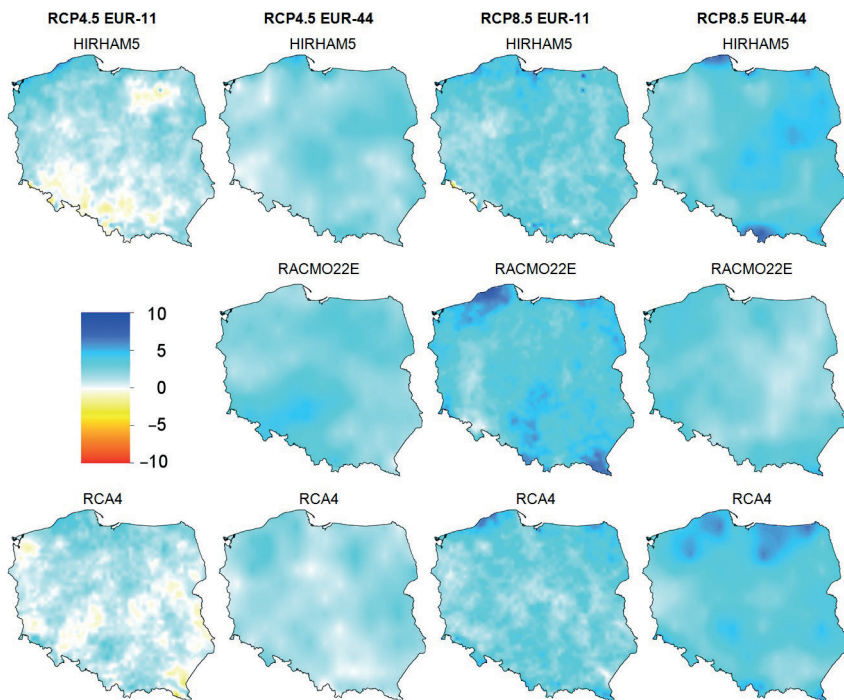 RCP4.5 EUR-11 RCP4.5 EUR-44 RCP8.5 EUR-11 RCP8.5 EUR-44
HIRHAM5 HIRHAM5 HIRHAM5 HIRHAM5
RACMO22E RACMO22E RACMO22E
10
5
0
−5
−10
RCA4 RCA4 RCA4 RCA4